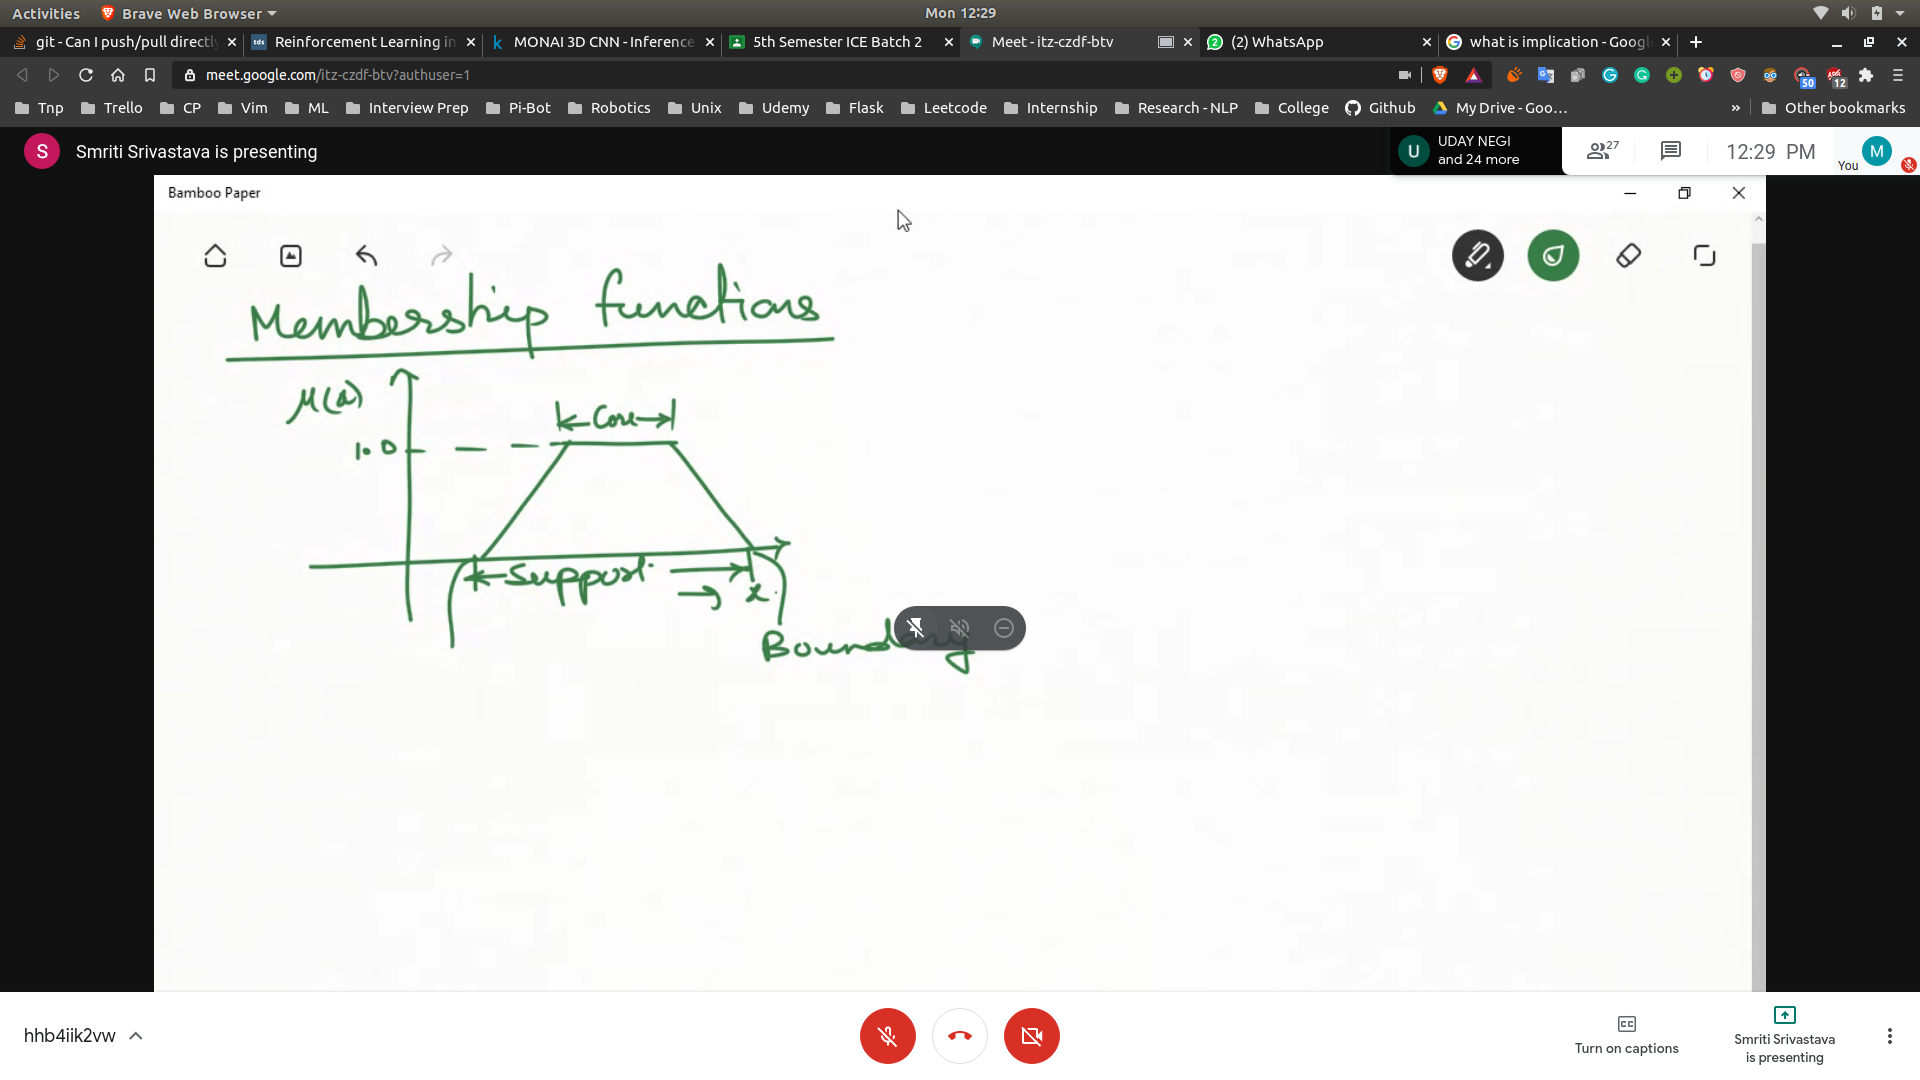 Activities Brave Web Browser Mon 12:29
git - Can I push/pull directly Reinforcement Learning in MONAI 3D CNN - Inference 5th Semester ICE Batch 2 Meet - itz-czdf-btv (2) WhatsApp what is implication - Googl
meet.google.com/itz-czdf-btv?authuser=1 50 12
Tnp Trello CP Vim ML Interview Prep Pi-Bot Robotics Unix Udemy Flask Leetcode Internship Research - NLP College Github My Drive - Goo... » Other bookmarks
S Smriti Srivastava is presenting U UDAY NEGI and 24 more 27 12:29 PM You M
Bamboo Paper
Membership functions
Core
1.0
Support
x
Boundary
hhb4iik2vw
Turn on captions
Smriti Srivastava
is presenting